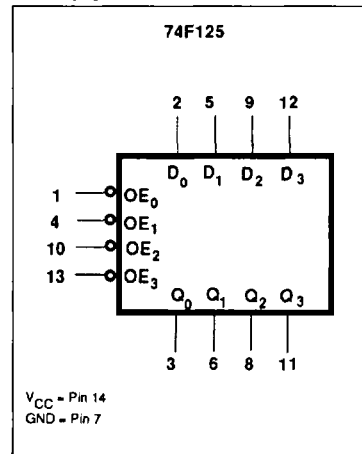 74F125
2 5 9 12
D0 D1 D2 D3
1 OE0
4 OE1
10 OE2
13 OE3
Q0 Q1 Q2 Q3
3 6 8 11
VCC = Pin 14
GND = Pin 7